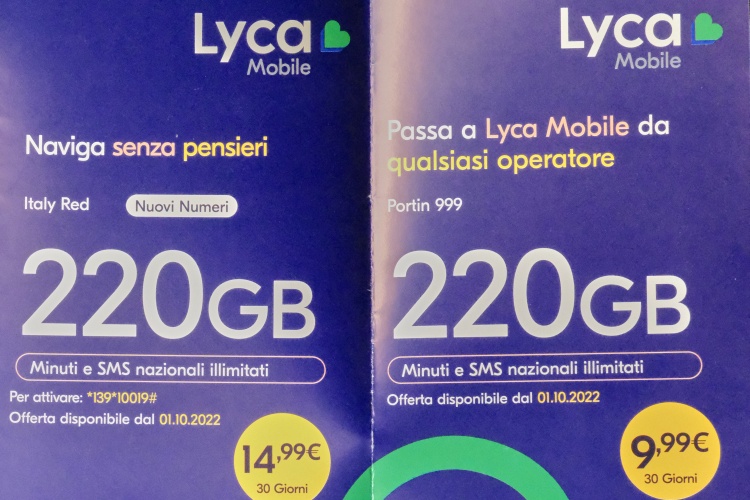 Lyca
Mobile
Naviga senza pensieri
Italy Red
Nuovi Numeri
220GB
Minuti e SMS nazionali illimitati
Per attivare: *139*10019#
Offerta disponibile dal 01.10.2022
14,99€
30 Giorni
Lyca
Mobile
Passa a Lyca Mobile da
qualsiasi operatore
Portin 999
220GB
Minuti e SMS nazionali illimitati
Offerta disponibile dal 01.10.2022
9,99€
30 Giorni